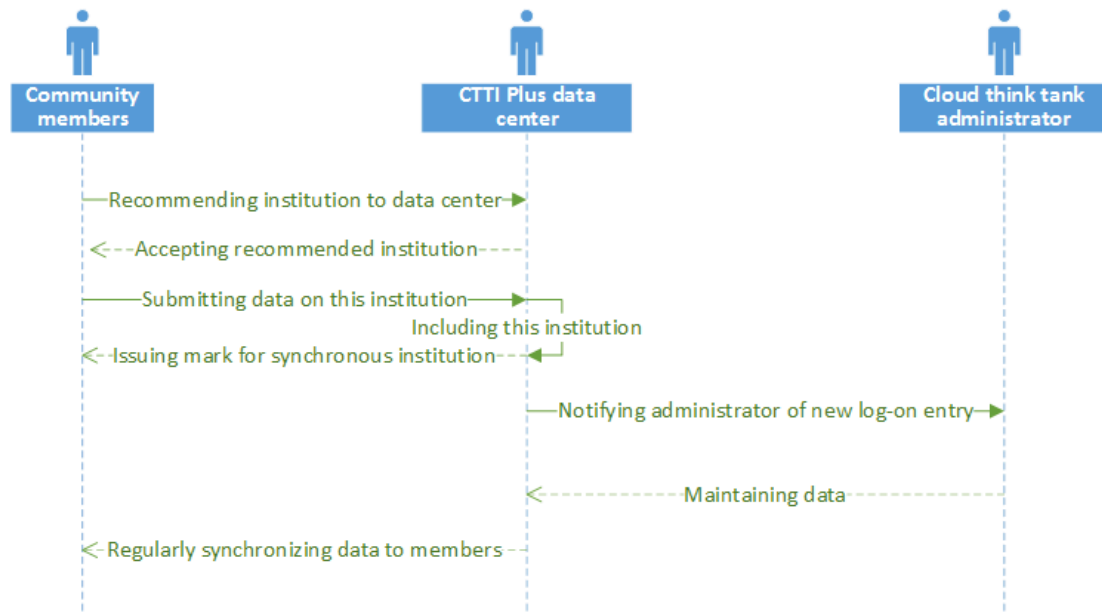 Community
members
CTTI Plus data
center
Cloud think tank
administrator
Recommending institution to data center
Accepting recommended institution
Submitting data on this institution
Including this institution
Issuing mark for synchronous institution
Notifying administrator of new log-on entry
Maintaining data
Regularly synchronizing data to members